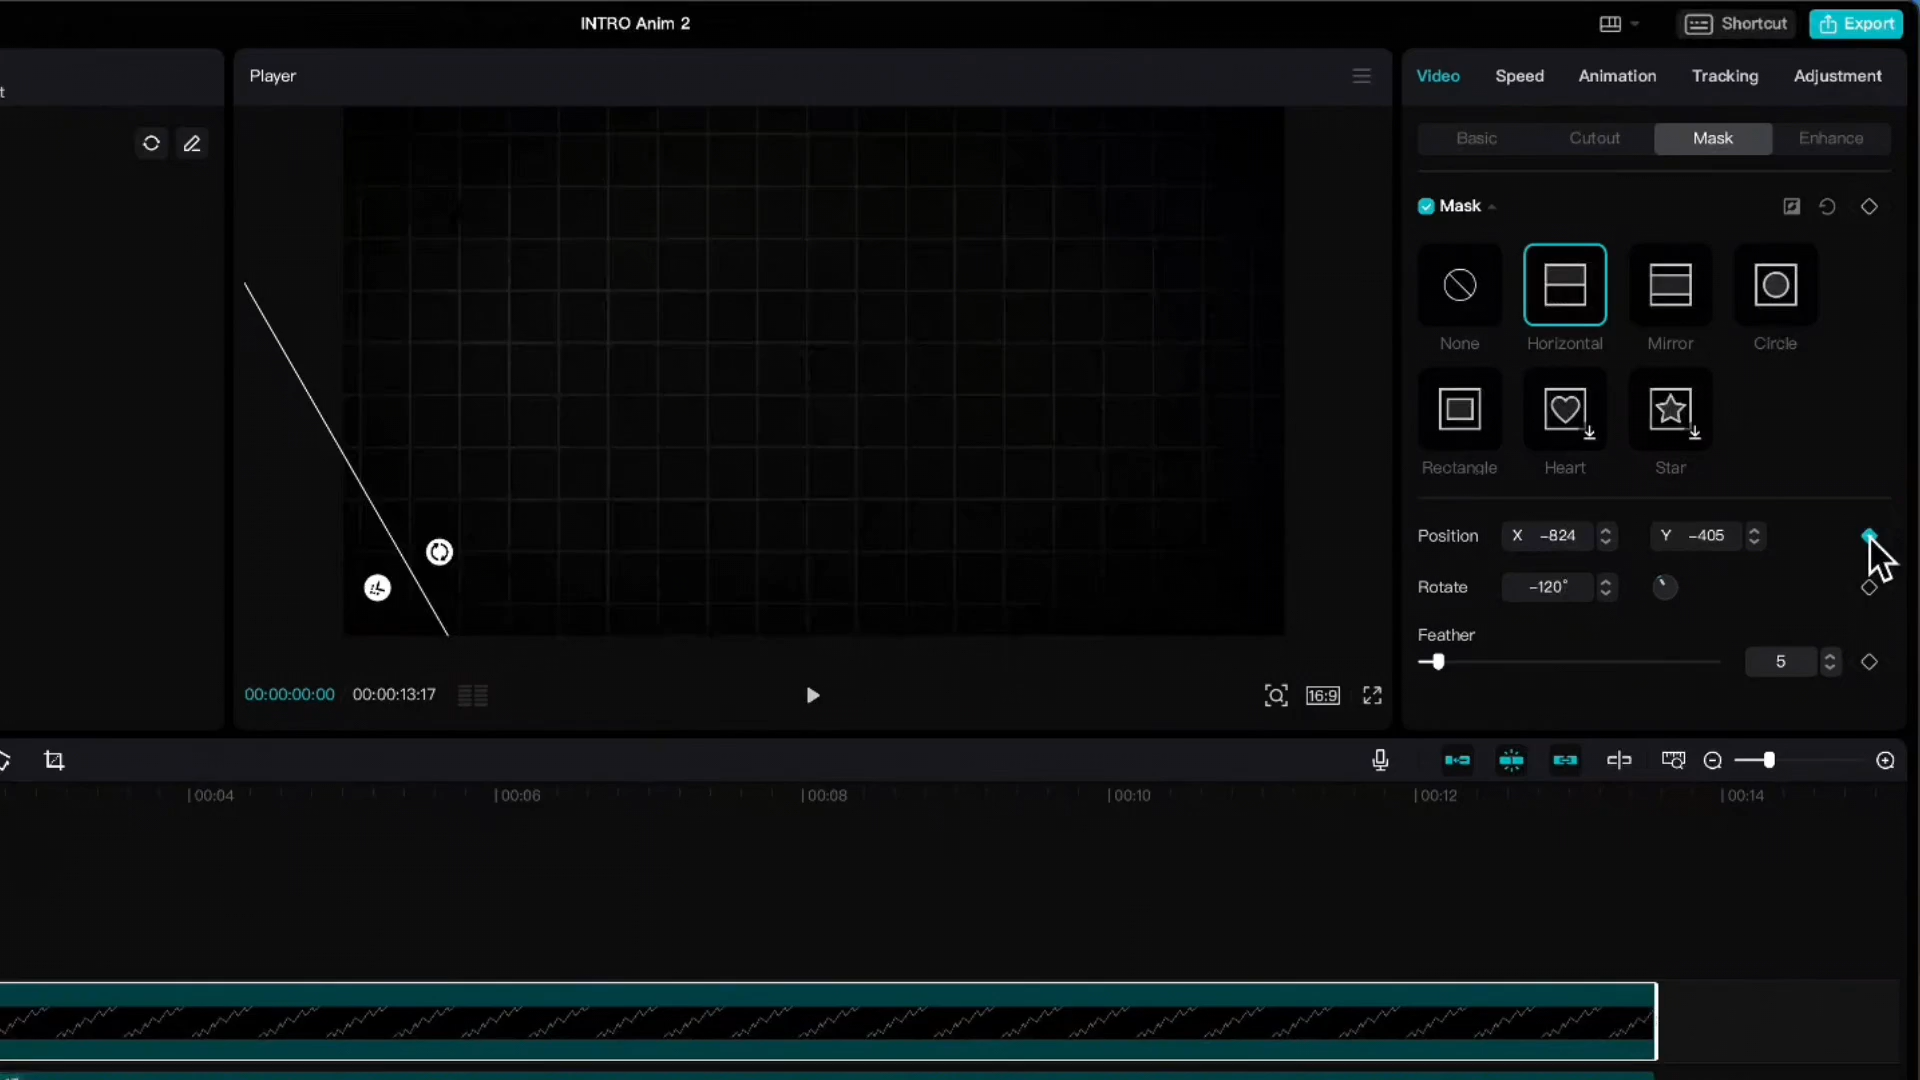 INTRO Anim 2
Shortcut
Export
t
Player
Video Speed Animation Tracking Adjustment
Basic Cutout Mask Enhance
Mask
None Horizontal Mirror Circle
Rectangle Heart Star
Position X -824 Y -405
Rotate -120°
Feather
5
00:00:00:00 00:00:13:17
16:9
00:04 00:06 00:08 00:10 00:12 00:14